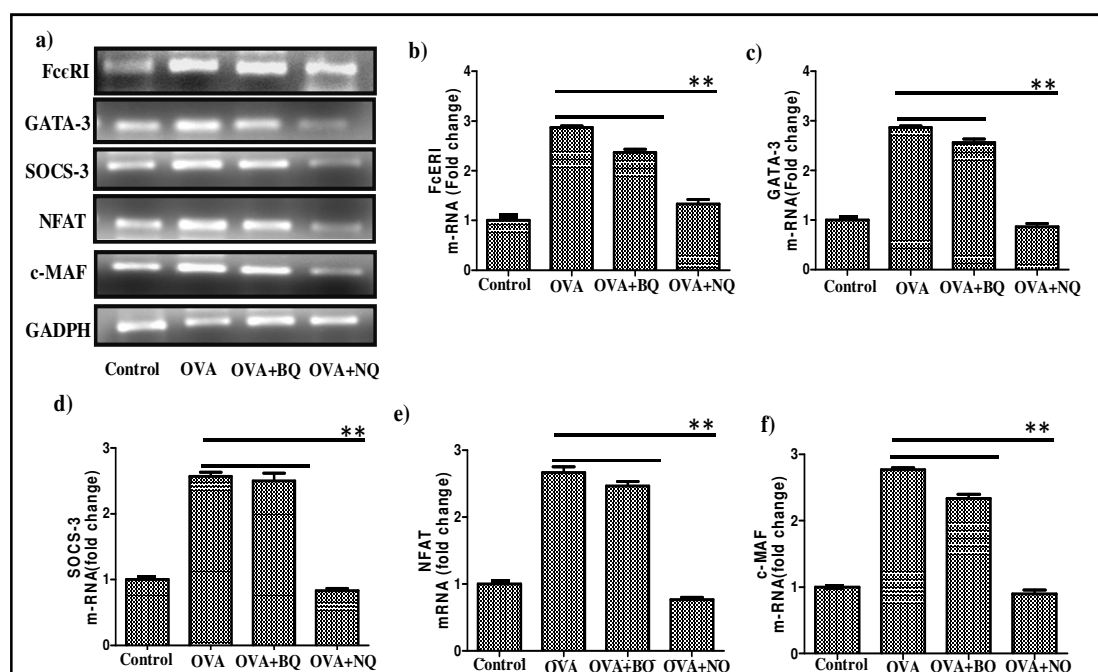 a)
FcϵRI
GATA-3
SOCS-3
NFAT
c-MAF
GADPH
Control OVA OVA+BQ OVA+NQ
b)
FcERI
m-RNA (Fold change)
4
3
2
1
0
**
Control OVA OVA+BQ OVA+NQ
c)
GATA-3
m-RNA(Fold change)
4
3
2
1
0
**
Control OVA OVA+BQ OVA+NQ
d)
SOCS-3
m-RNA(fold change)
3
2
1
0
**
Control OVA OVA+BQ OVA+NQ
e)
NFAT
mRNA (fold change)
3
2
1
0
**
Control OVA OVA+BQ OVA+NQ
f)
c-MAF
m-RNA(fold change)
3
2
1
0
**
Control OVA OVA+BQ OVA+NQ